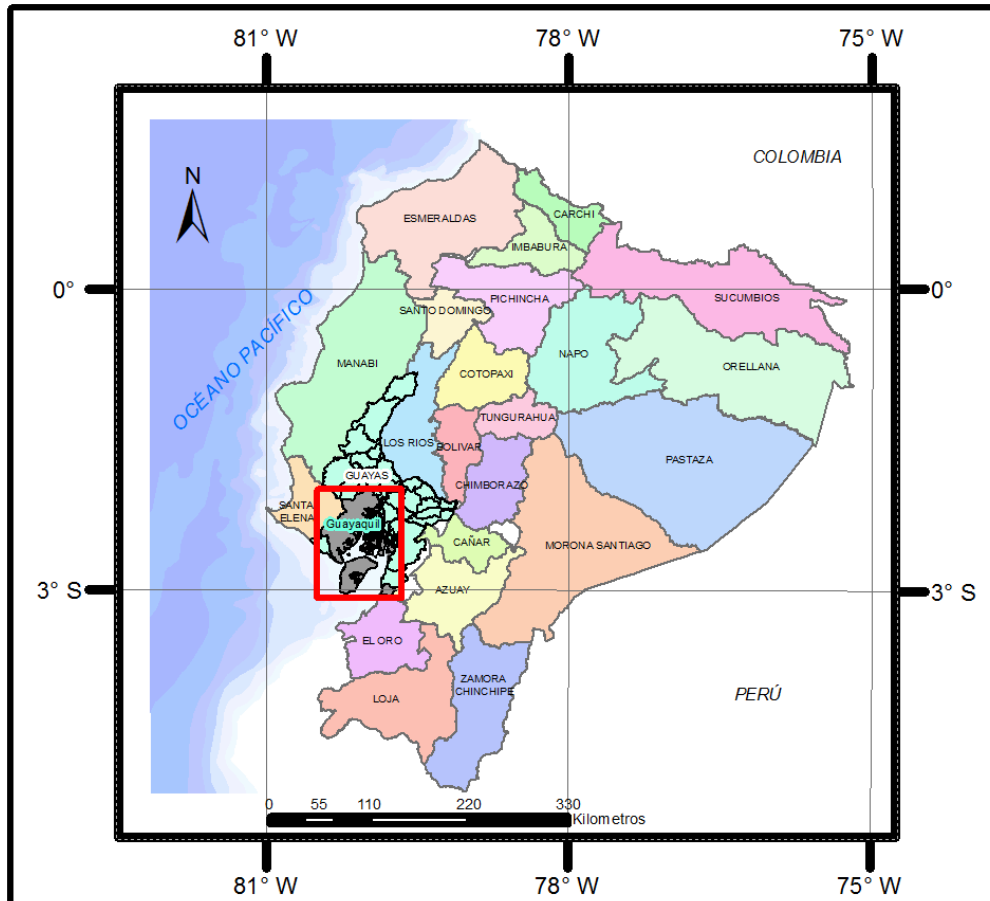 81° W 78° W 75° W
COLOMBIA
N
ESMERALDAS
CARCHI
IMBABURA
0° 0°
SUCUMBIOS
PICHINCHA
SANTO DOMINGO
OCÉANO PACÍFICO
NAPO
MANABI
ORELLANA
COTOPAXI
TUNGURAHUA
LOS RIOS
BOLIVAR
PASTAZA
GUAYAS
CHIMBORAZO
SANTA
ELENA
Guayaquil
CAÑAR
MORONA SANTIAGO
3° S 3° S
AZUAY
EL ORO
ZAMORA
CHINCHIPE
PERÚ
LOJA
0 55 110 220 330
Kilometros
81° W 78° W 75° W